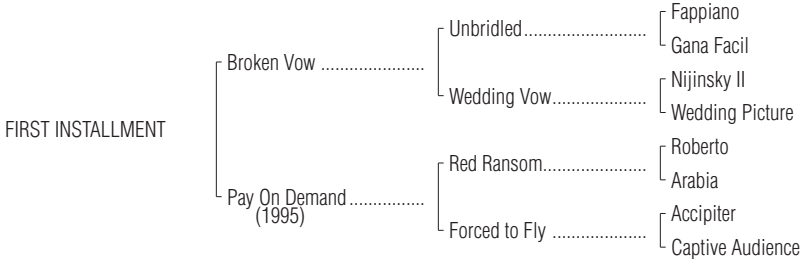 Fappiano
Unbridled..........................
Gana Facil
Broken Vow ......................
Nijinsky II
Wedding Vow....................
Wedding Picture
FIRST INSTALLMENT
Roberto
Red Ransom......................
Arabia
Pay On Demand................
(1995)
Accipiter
Forced to Fly ....................
Captive Audience